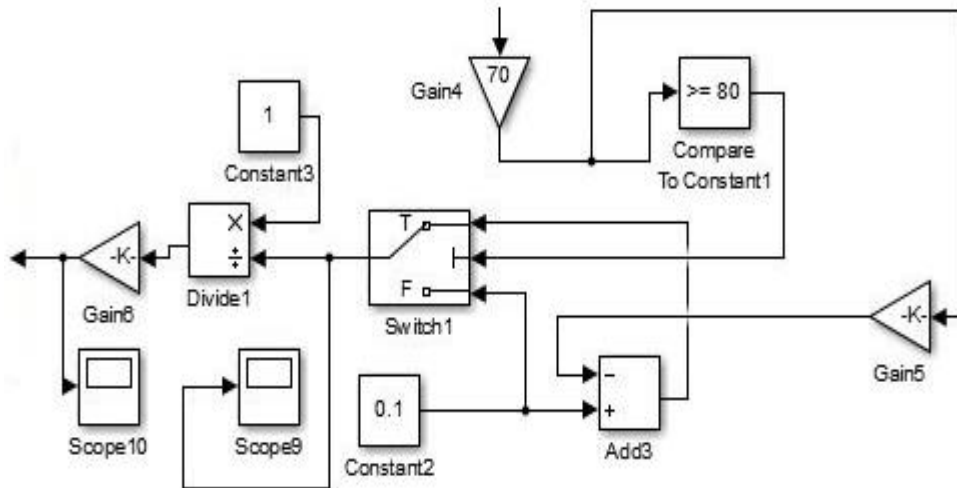 70
Gain4
>= 80
Compare
To Constant1
1
Constant3
X
÷
Divide1
-K-
Gain6
T
F
Switch1
-K-
Gain5
−
+
Add3
0.1
Constant2
Scope10
Scope9